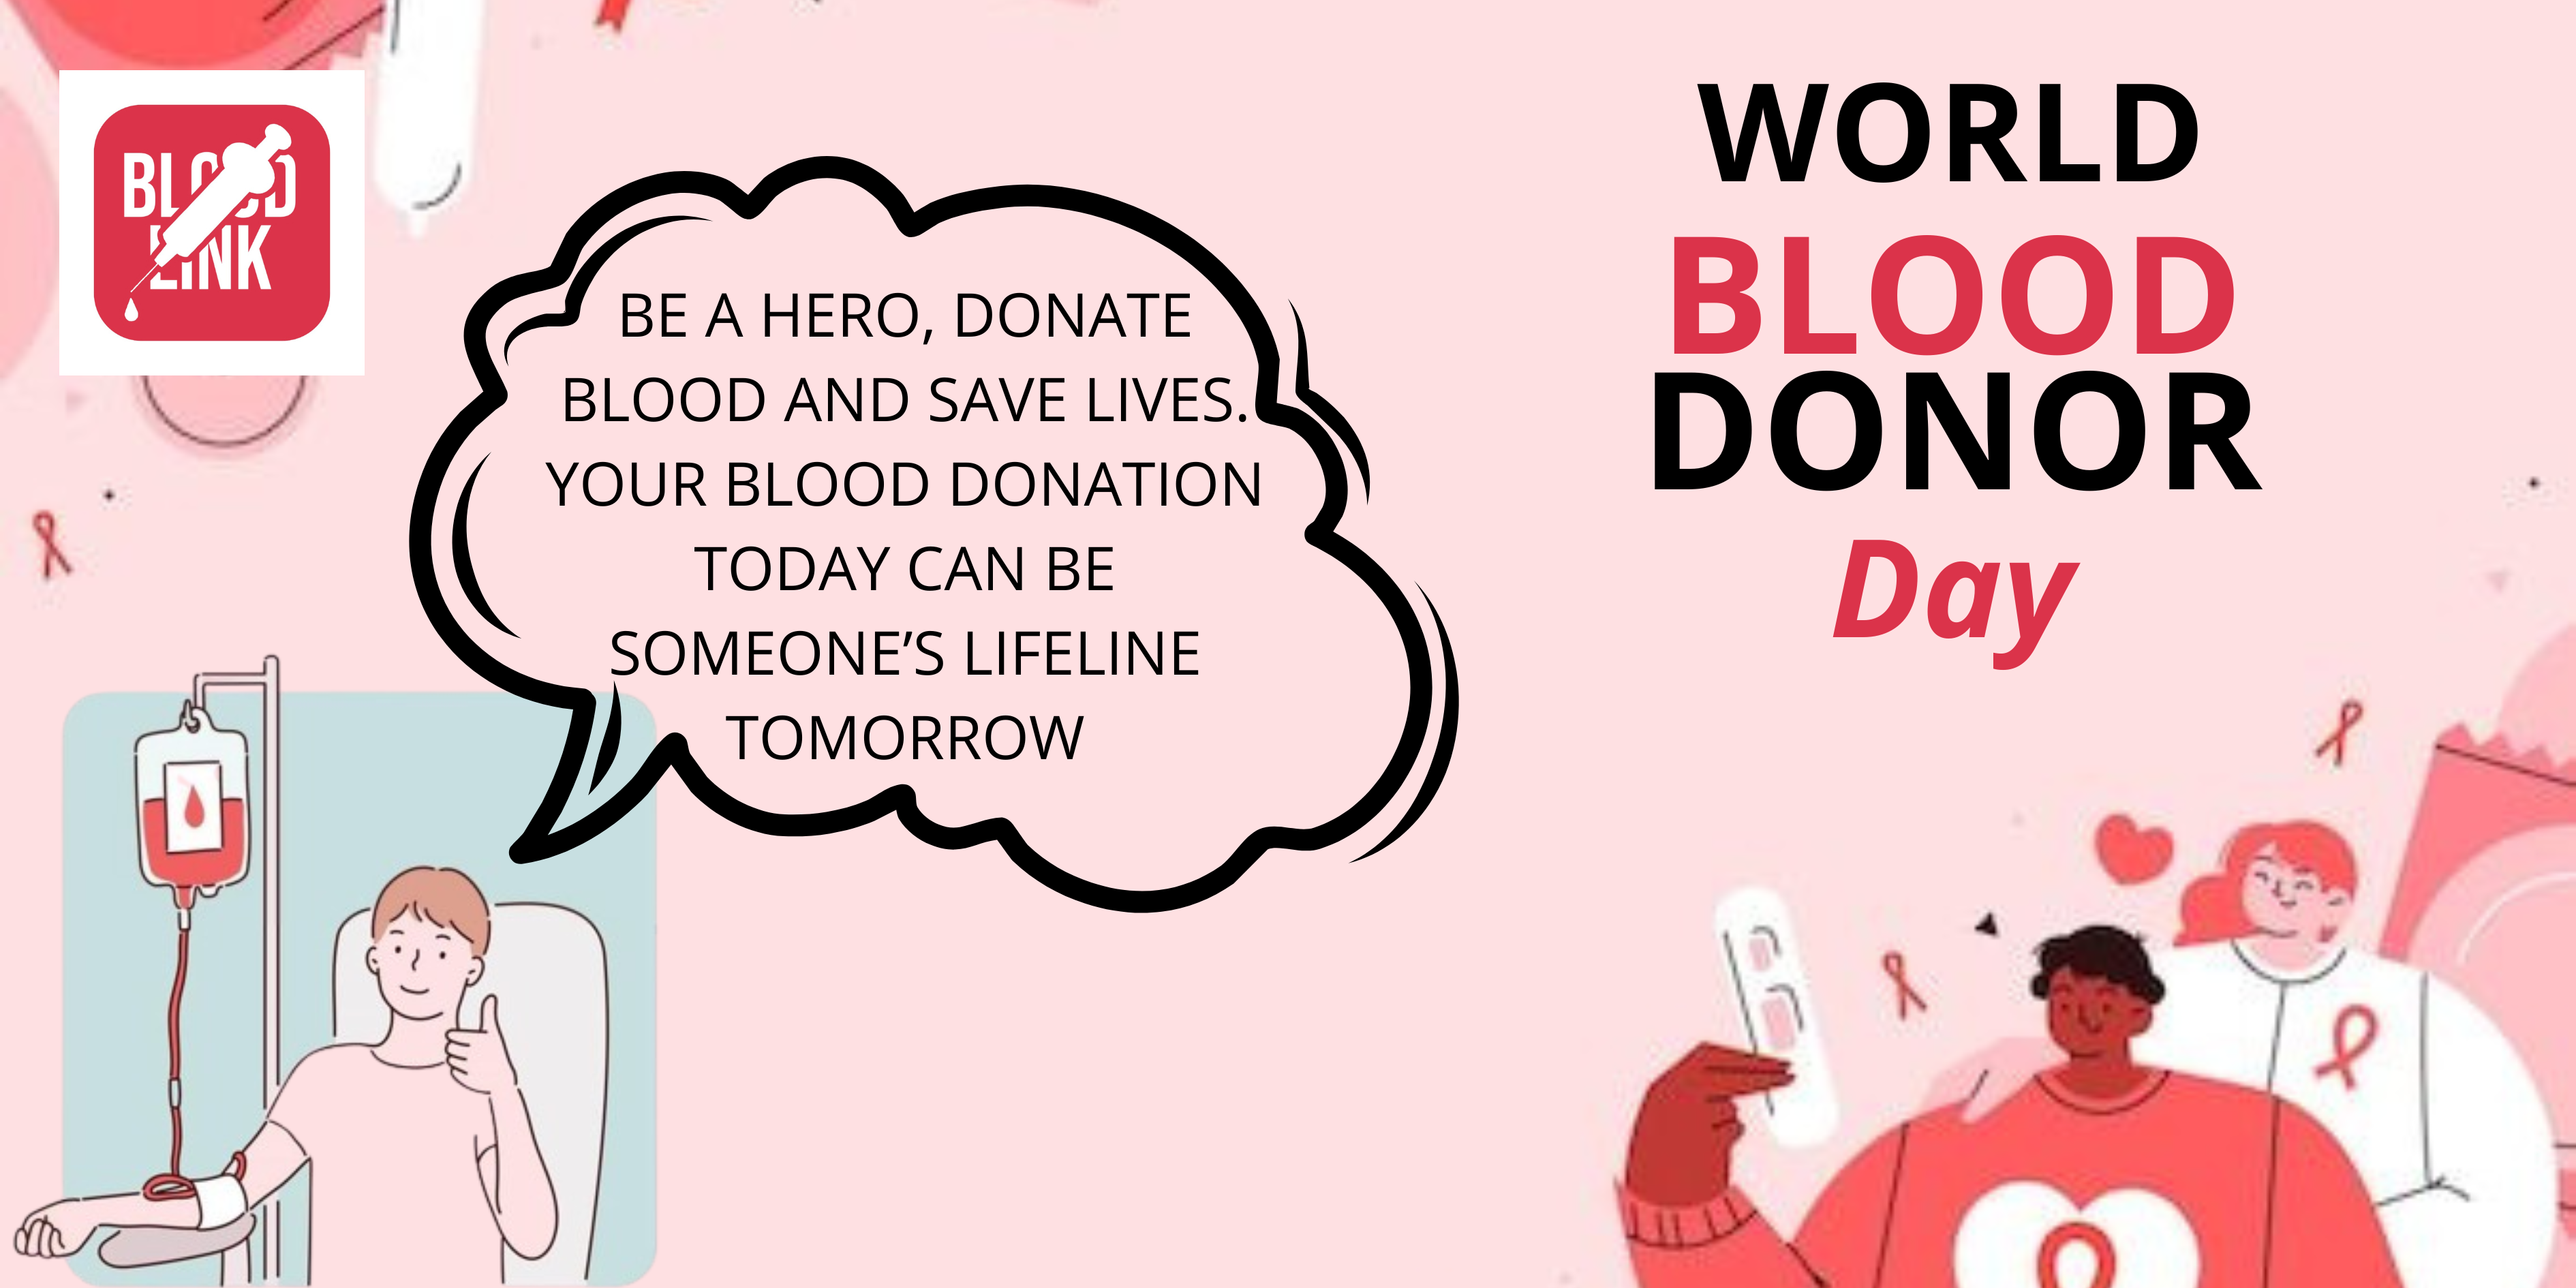 BLOOD
LINK
BE A HERO, DONATE
BLOOD AND SAVE LIVES.
YOUR BLOOD DONATION
TODAY CAN BE
SOMEONE’S LIFELINE
TOMORROW
WORLD
BLOOD
DONOR
Day